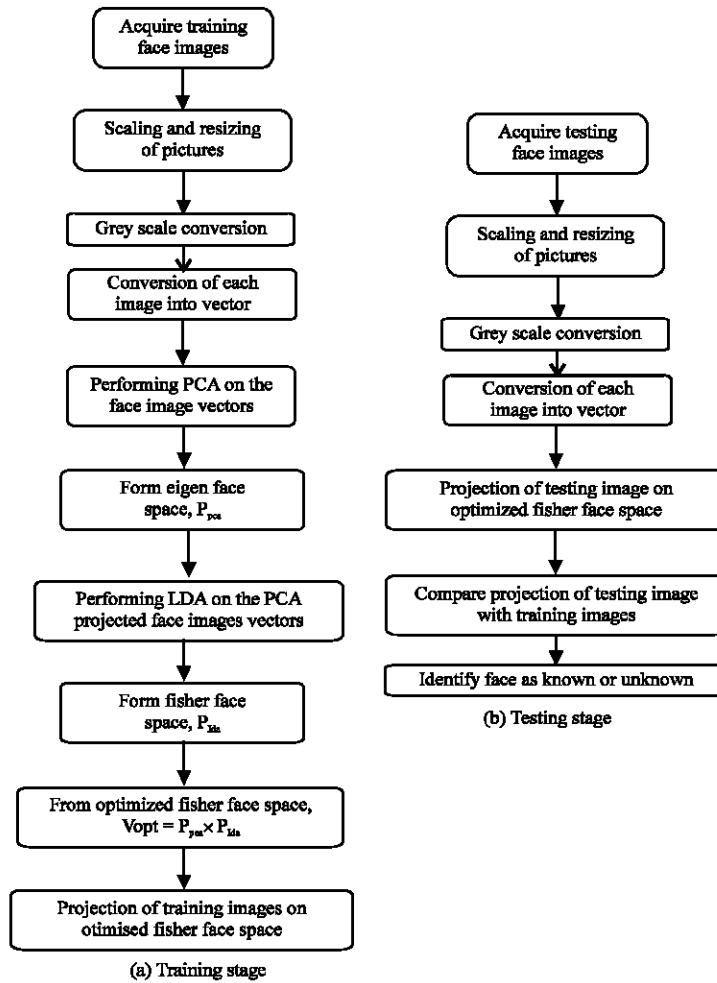 Acquire training
face images
Scaling and resizing
of pictures
Grey scale conversion
Conversion of each
image into vector
Performing PCA on the
face image vectors
Form eigen face
space, P_pca
Performing LDA on the PCA
projected face images vectors
Form fisher face
space, P_lda
From optimized fisher face space,
Vopt = P_pca × P_lda
Projection of training images on
otimised fisher face space
(a) Training stage
Acquire testing
face images
Scaling and resizing
of pictures
Grey scale conversion
Conversion of each
image into vector
Projection of testing image on
optimized fisher face space
Compare projection of testing image
with training images
Identify face as known or unknown
(b) Testing stage